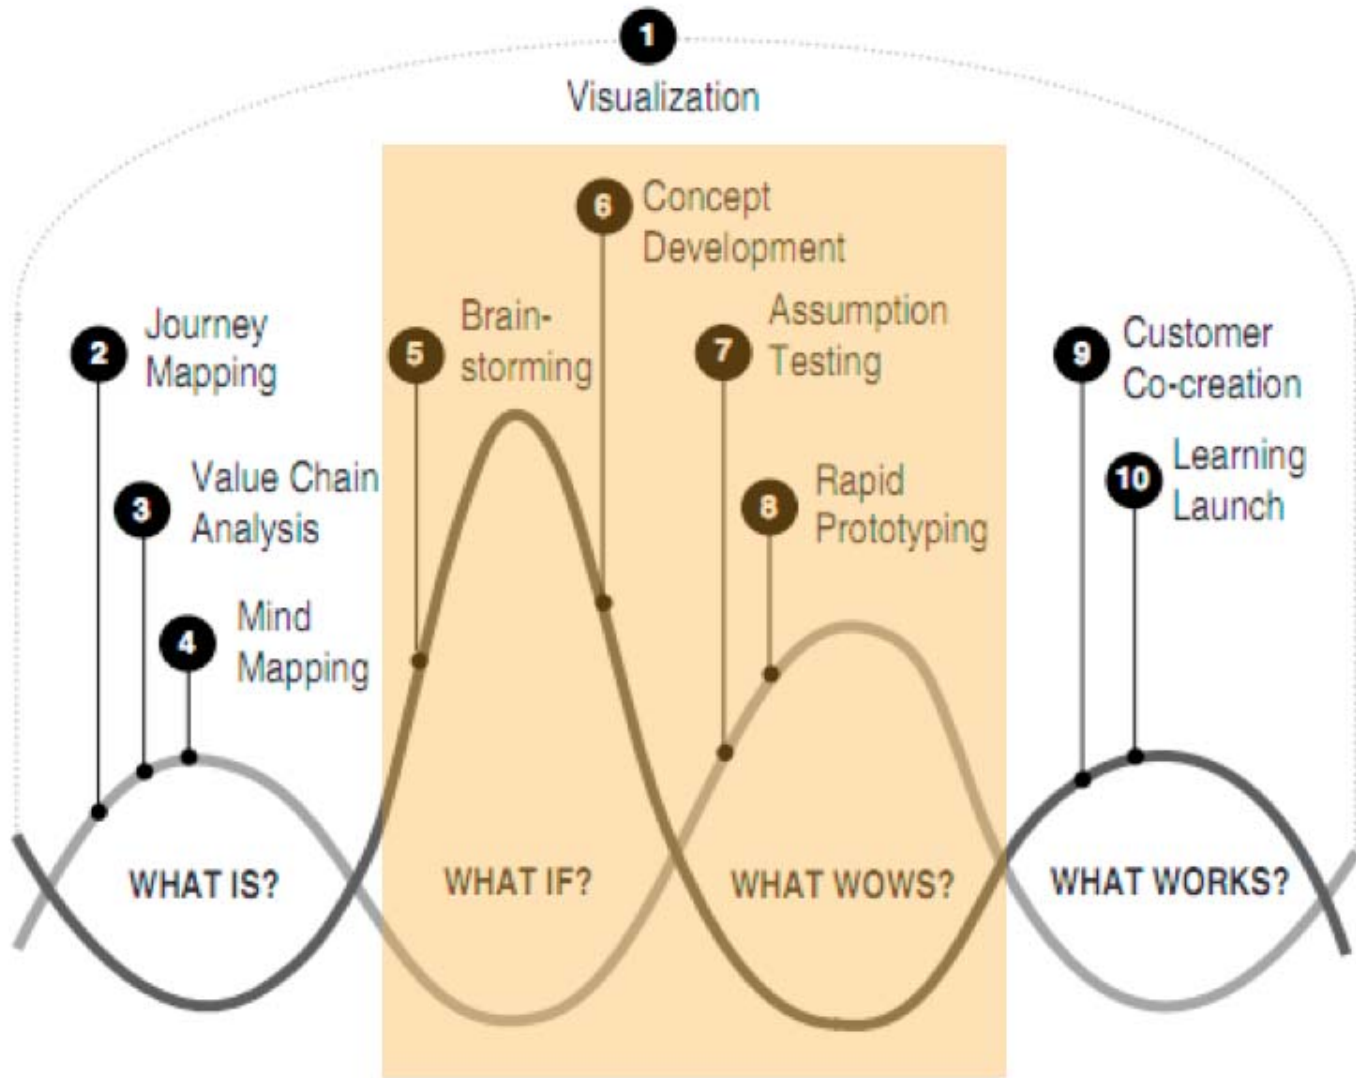 1
Visualization
2
Journey
Mapping
3
Value Chain
Analysis
4
Mind
Mapping
5
Brain-
storming
6
Concept
Development
7
Assumption
Testing
8
Rapid
Prototyping
9
Customer
Co-creation
10
Learning
Launch
WHAT IS?
WHAT IF?
WHAT WOWS?
WHAT WORKS?